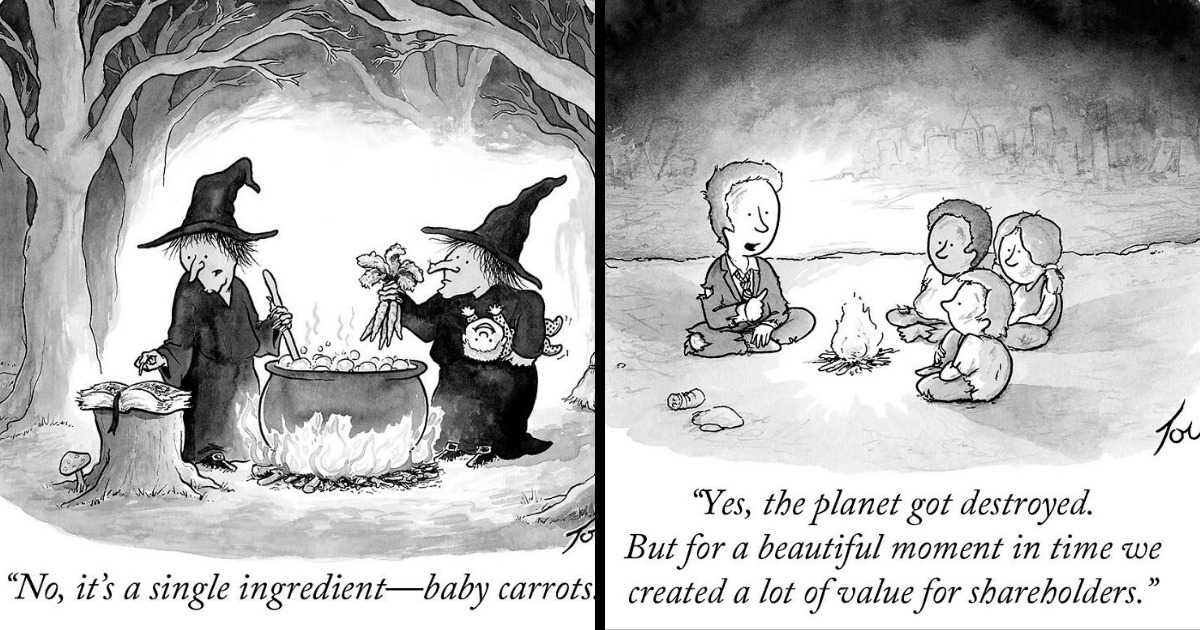 “No, it’s a single ingredient—baby carrots.
“Yes, the planet got destroyed.
But for a beautiful moment in time we
created a lot of value for shareholders.”